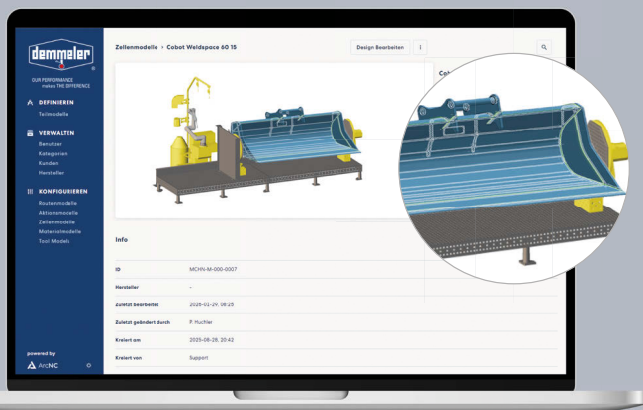 demmeler
®
OUR PERFORMANCE
makes THE DIFFERENCE
DEFINIEREN
Teilmodelle
VERWALTEN
Benutzer
Kategorien
Kunden
Hersteller
KONFIGURIEREN
Routenmodelle
Aktionsmodelle
Zellenmodelle
Materialmodelle
Tool Models
powered by
ArcNC
Zellenmodelle › Cobot Weldspace 60 15
Design Bearbeiten
Info
ID MCHN-M-000-0007
Hersteller -
Zuletzt bearbeitet
Zuletzt geändert durch P. Huchler
Kreiert am 2025-08-28, 20:42
Kreiert von Support